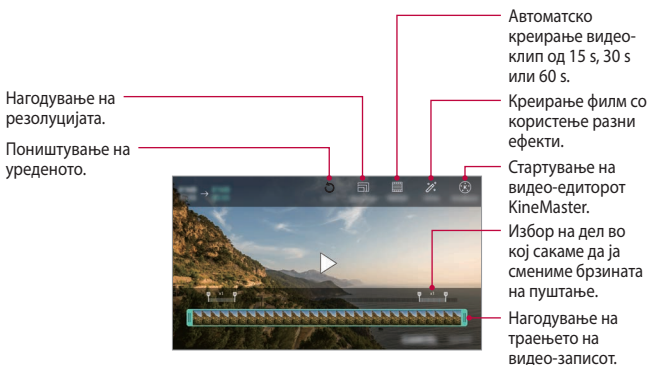 Нагодување на
резолуцијата.
Поништување на
уреденото.
Автоматско
креирање видео-
клип од 15 s, 30 s
или 60 s.
Креирање филм со
користење разни
ефекти.
Стартување на
видео-едиторот
KineMaster.
Избор на дел во
кој сакаме да ја
смениме брзината
на пуштање.
Нагодување на
траењето на
видео-записот.
x1
x1